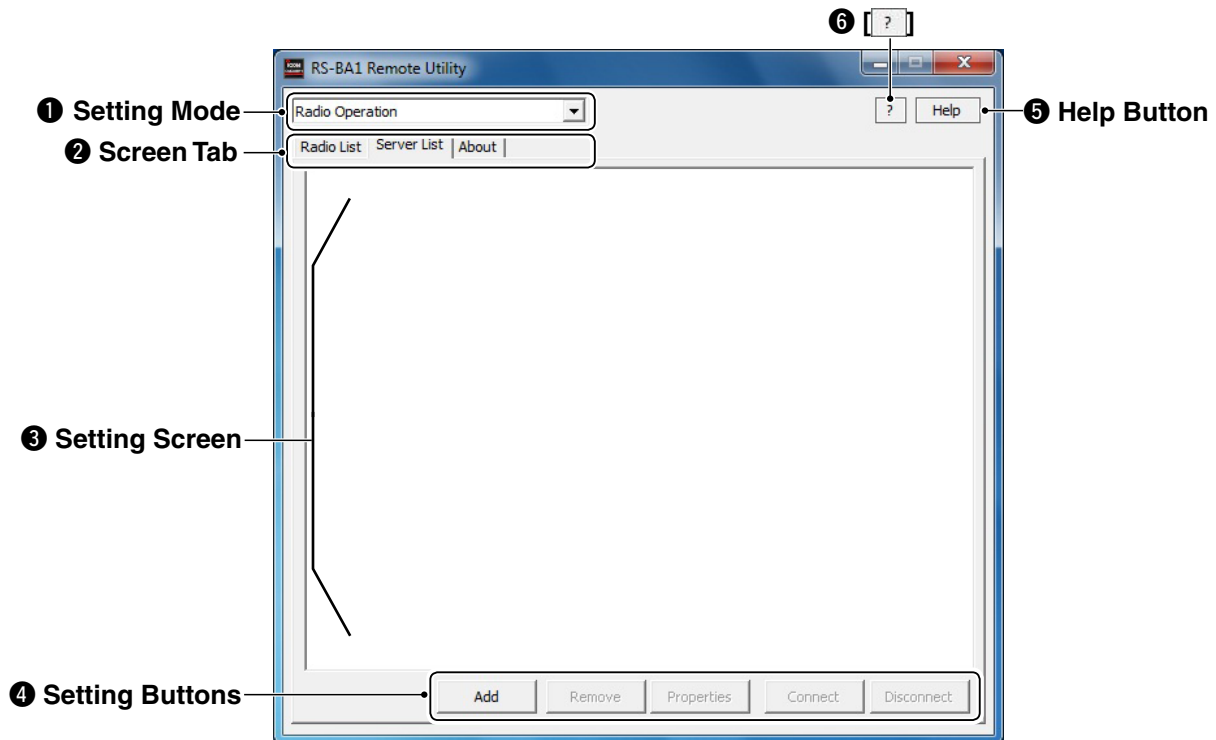 ❻ [ ? ]
RS-BA1 Remote Utility
❶ Setting Mode
Radio Operation
? Help
❺ Help Button
❷ Screen Tab
Radio List Server List About
❸ Setting Screen
❹ Setting Buttons
Add Remove Properties Connect Disconnect